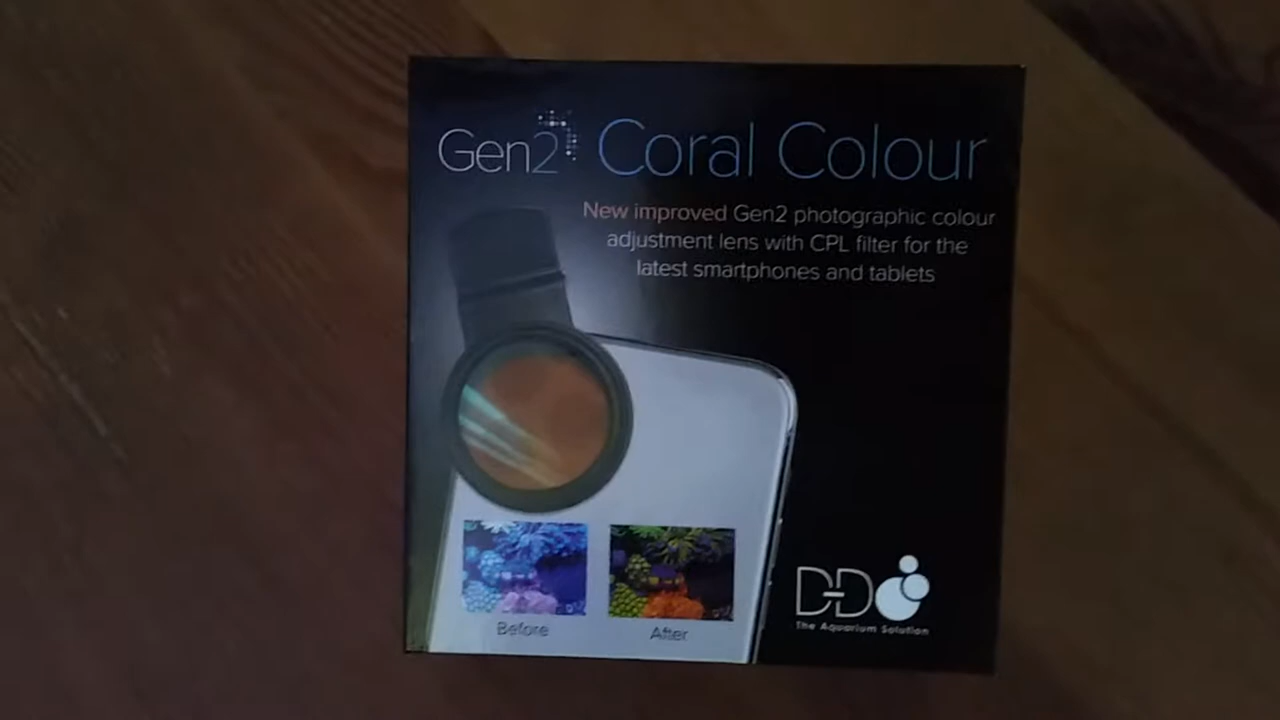 Gen2 Coral Colour
New improved Gen2 photographic colour
adjustment lens with CPL filter for the
latest smartphones and tablets
Before
After
D-D
The Aquarium Solution